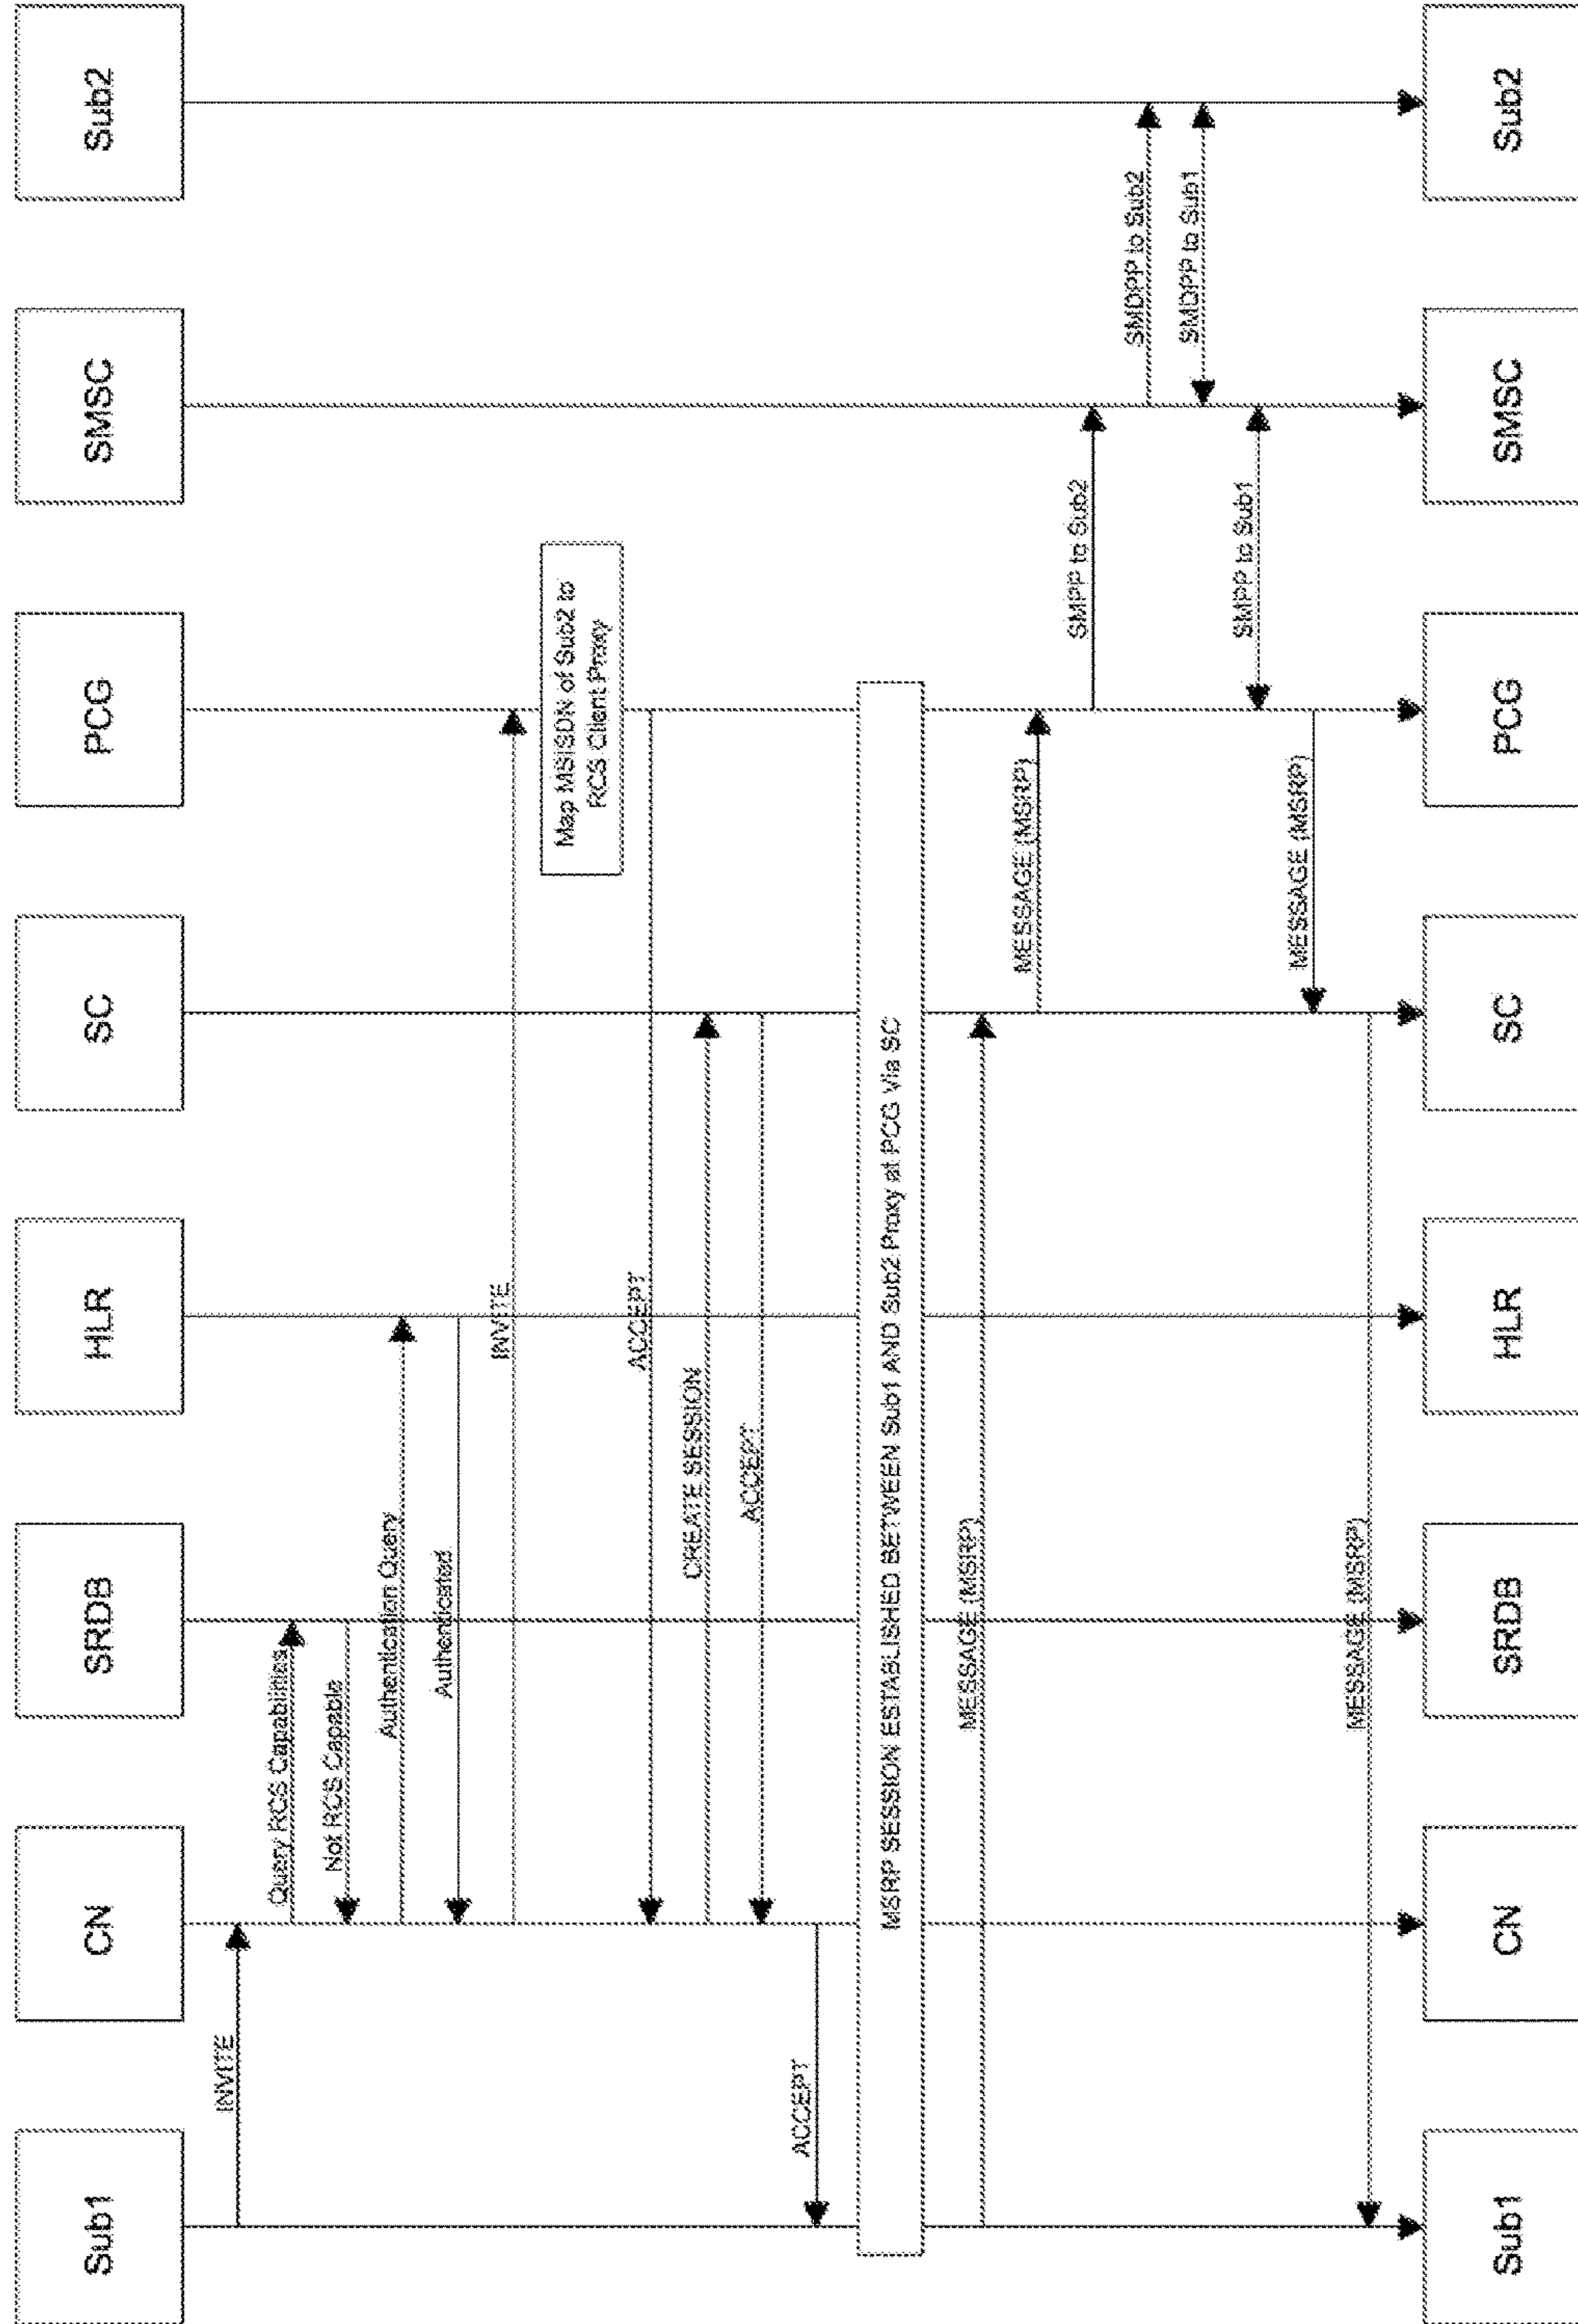 Sub1
CN
SRDB
HLR
SC
PCG
SMSC
Sub2
INVITE
Query RCS Capabilities
Not RCS Capable
Authentication Query
Authenticated
INVITE
Map MSISDN of Sub2 to
RCS Client Proxy
ACCEPT
CREATE SESSION
ACCEPT
ACCEPT
MSRP SESSION ESTABLISHED BETWEEN Sub1 AND Sub2 Proxy at PCG Via SC
MESSAGE (MSRP)
MESSAGE (MSRP)
SMPP to Sub2
SMDPP to Sub2
SMDPP to Sub1
SMPP to Sub1
MESSAGE (MSRP)
MESSAGE (MSRP)
Sub1
CN
SRDB
HLR
SC
PCG
SMSC
Sub2